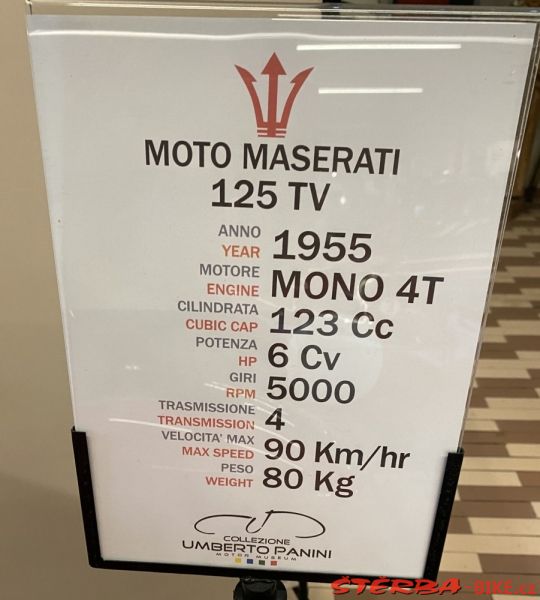 MOTO MASERATI
125 TV
ANNO
YEAR 1955
MOTORE
ENGINE MONO 4T
CILINDRATA
CUBIC CAP 123 Cc
POTENZA
HP 6 Cv
GIRI
RPM 5000
TRASMISSIONE
TRANSMISSION 4
VELOCITA' MAX
MAX SPEED 90 Km/hr
PESO
WEIGHT 80 Kg
COLLEZIONE
UMBERTO PANINI
MOTOR MUSEUM
ŠTĚRBA-BIKE.cz